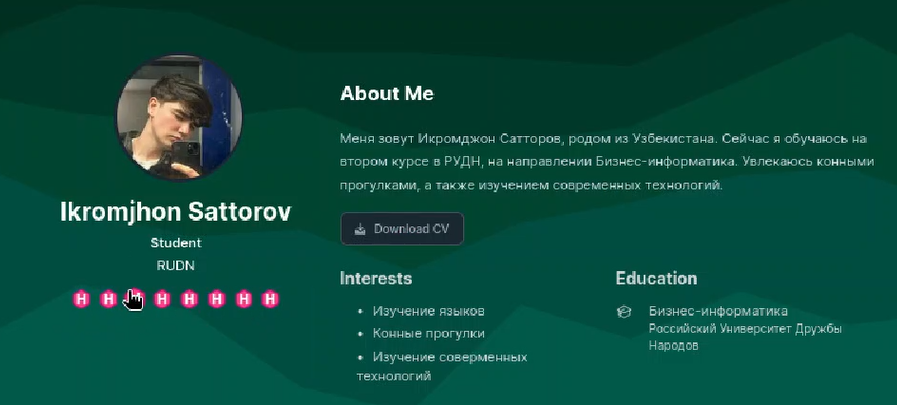 About Me
Меня зовут Икромджон Сатторов, родом из Узбекистана. Сейчас я обучаюсь на
втором курсе в РУДН, на направлении Бизнес-информатика. Увлекаюсь конными
прогулками, а также изучением современных технологий.
Download CV
Ikromjhon Sattorov
Student
RUDN
H H H H H H H
Interests
• Изучение языков
• Конные прогулки
• Изучение соверменных
технологий
Education
Бизнес-информатика
Российский Университет Дружбы
Народов